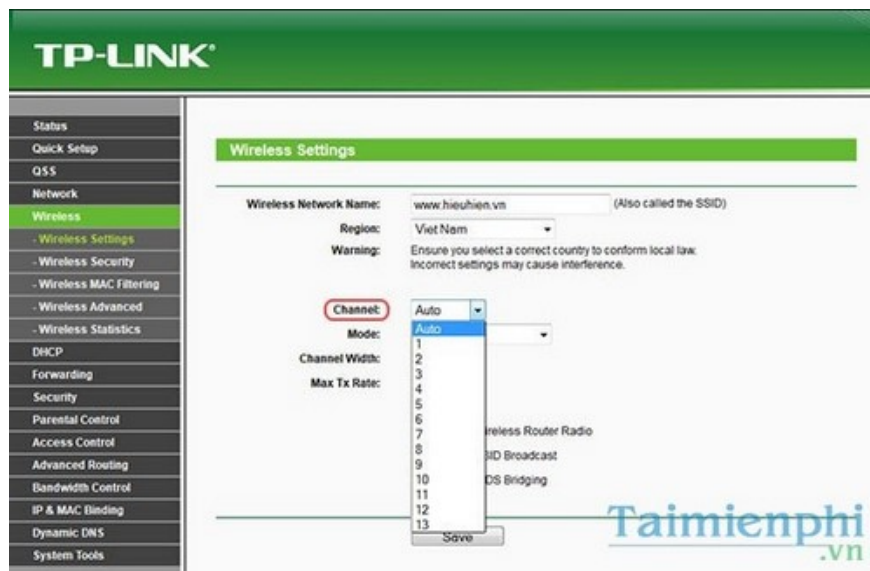 TP-LINK®
Status
Quick Setup
QSS
Network
Wireless
- Wireless Settings
- Wireless Security
- Wireless MAC Filtering
- Wireless Advanced
- Wireless Statistics
DHCP
Forwarding
Security
Parental Control
Access Control
Advanced Routing
Bandwidth Control
IP & MAC Binding
Dynamic DNS
System Tools
Wireless Settings
Wireless Network Name: www.hieuhien.vn (Also called the SSID)
Region: Viet Nam
Warning: Ensure you select a correct country to conform local law.
Incorrect settings may cause interference.
Channel: Auto
Mode:
Channel Width:
Max Tx Rate:
Auto
1
2
3
4
5
6
7
8
9
10
11
12
13
ireless Router Radio
SID Broadcast
DS Bridging
Save
Taimienphi
.vn